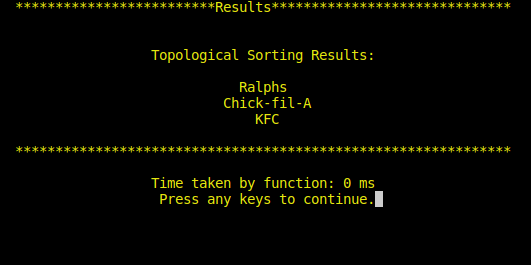 *************************Results******************************
Topological Sorting Results:
Ralphs
Chick-fil-A
KFC
**************************************************************
Time taken by function: 0 ms
Press any keys to continue.